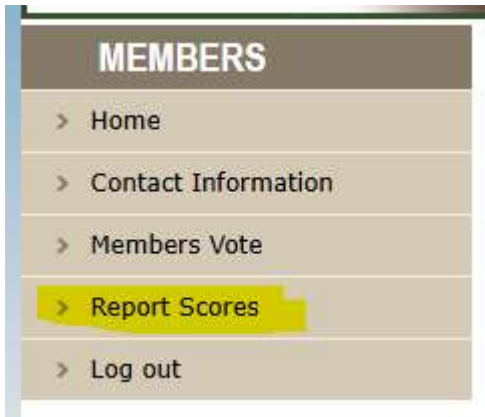 MEMBERS
Home
Contact Information
Members Vote
Report Scores
Log out